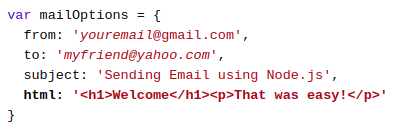 var mailOptions = {
  from: 'youremail@gmail.com',
  to: 'myfriend@yahoo.com',
  subject: 'Sending Email using Node.js',
  html: '<h1>Welcome</h1><p>That was easy!</p>'
}